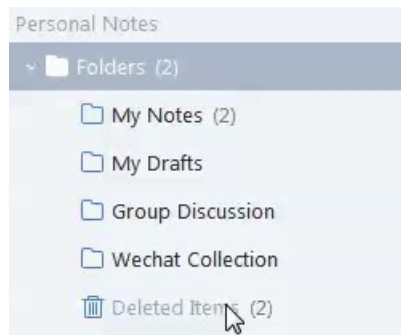 Personal Notes
Folders (2)
My Notes (2)
My Drafts
Group Discussion
Wechat Collection
Deleted Items (2)